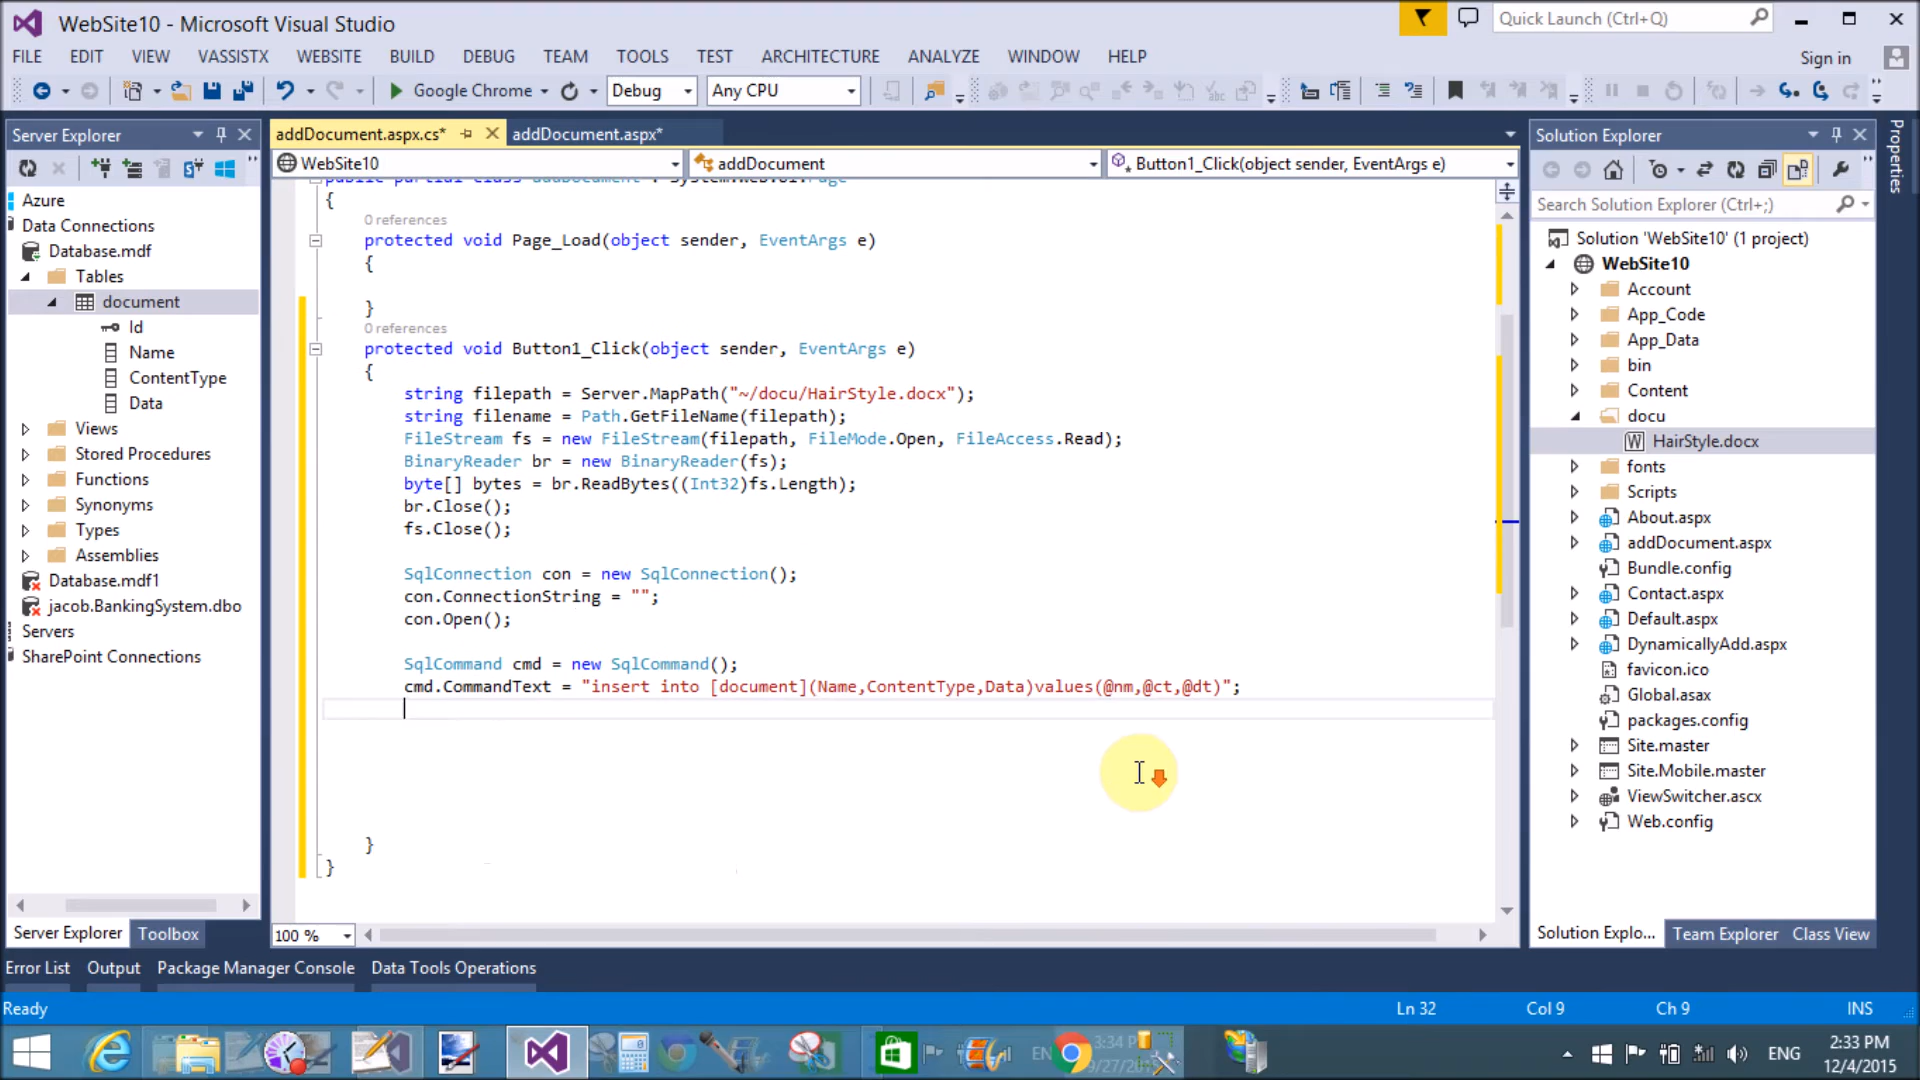 WebSite10 - Microsoft Visual Studio
Quick Launch (Ctrl+Q)
FILE EDIT VIEW VASSISTX WEBSITE BUILD DEBUG TEAM TOOLS TEST ARCHITECTURE ANALYZE WINDOW HELP
Sign in
Google Chrome Debug Any CPU
Server Explorer
Azure
Data Connections
Database.mdf
Tables
document
Id
Name
ContentType
Data
Views
Stored Procedures
Functions
Synonyms
Types
Assemblies
Database.mdf1
jacob.BankingSystem.dbo
Servers
SharePoint Connections
Server Explorer Toolbox
addDocument.aspx.cs* addDocument.aspx*
WebSite10 addDocument Button1_Click(object sender, EventArgs e)
{
0 references
protected void Page_Load(object sender, EventArgs e)
{
}
0 references
protected void Button1_Click(object sender, EventArgs e)
{
string filepath = Server.MapPath("~/docu/HairStyle.docx");
string filename = Path.GetFileName(filepath);
FileStream fs = new FileStream(filepath, FileMode.Open, FileAccess.Read);
BinaryReader br = new BinaryReader(fs);
byte[] bytes = br.ReadBytes((Int32)fs.Length);
br.Close();
fs.Close();
SqlConnection con = new SqlConnection();
con.ConnectionString = "";
con.Open();
SqlCommand cmd = new SqlCommand();
cmd.CommandText = "insert into [document](Name,ContentType,Data)values(@nm,@ct,@dt)";
}
}
100 %
Solution Explorer
Search Solution Explorer (Ctrl+;)
Solution 'WebSite10' (1 project)
WebSite10
Account
App_Code
App_Data
bin
Content
docu
HairStyle.docx
fonts
Scripts
About.aspx
addDocument.aspx
Bundle.config
Contact.aspx
Default.aspx
DynamicallyAdd.aspx
favicon.ico
Global.asax
packages.config
Site.master
Site.Mobile.master
ViewSwitcher.ascx
Web.config
Solution Explo... Team Explorer Class View
Properties
Error List Output Package Manager Console Data Tools Operations
Ready Ln 32 Col 9 Ch 9 INS
ENG
2:33 PM
12/4/2015